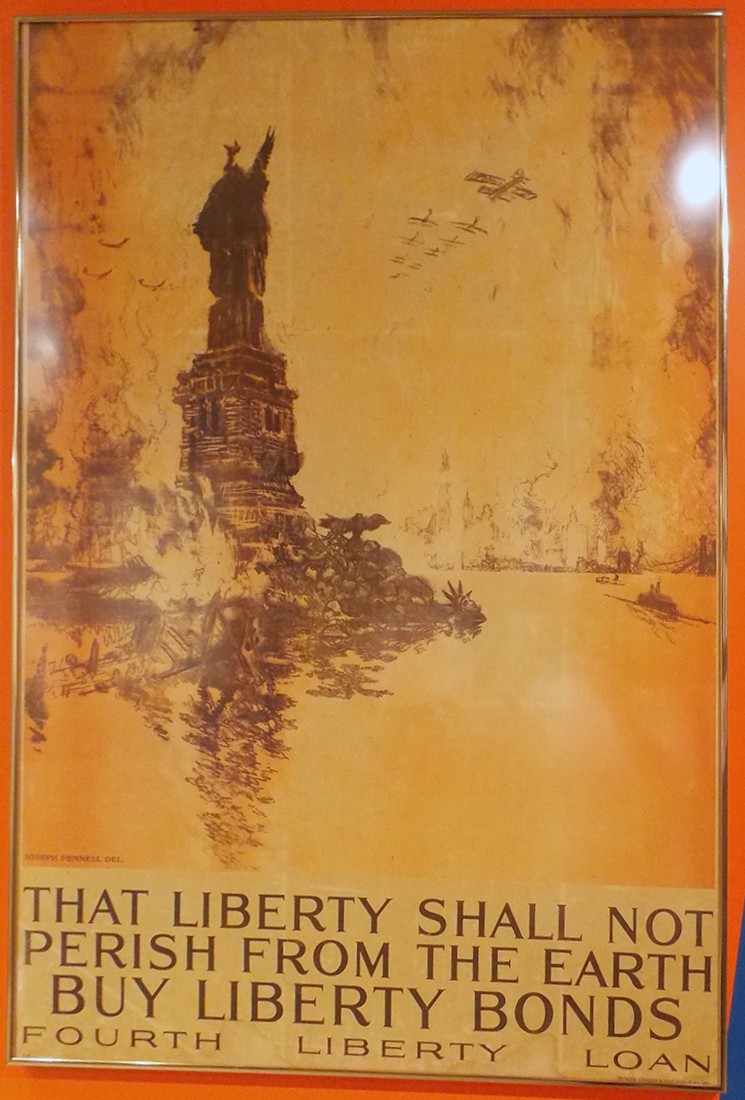 JOSEPH PENNELL DEL.
THAT LIBERTY SHALL NOT
PERISH FROM THE EARTH
BUY LIBERTY BONDS
FOURTH LIBERTY LOAN